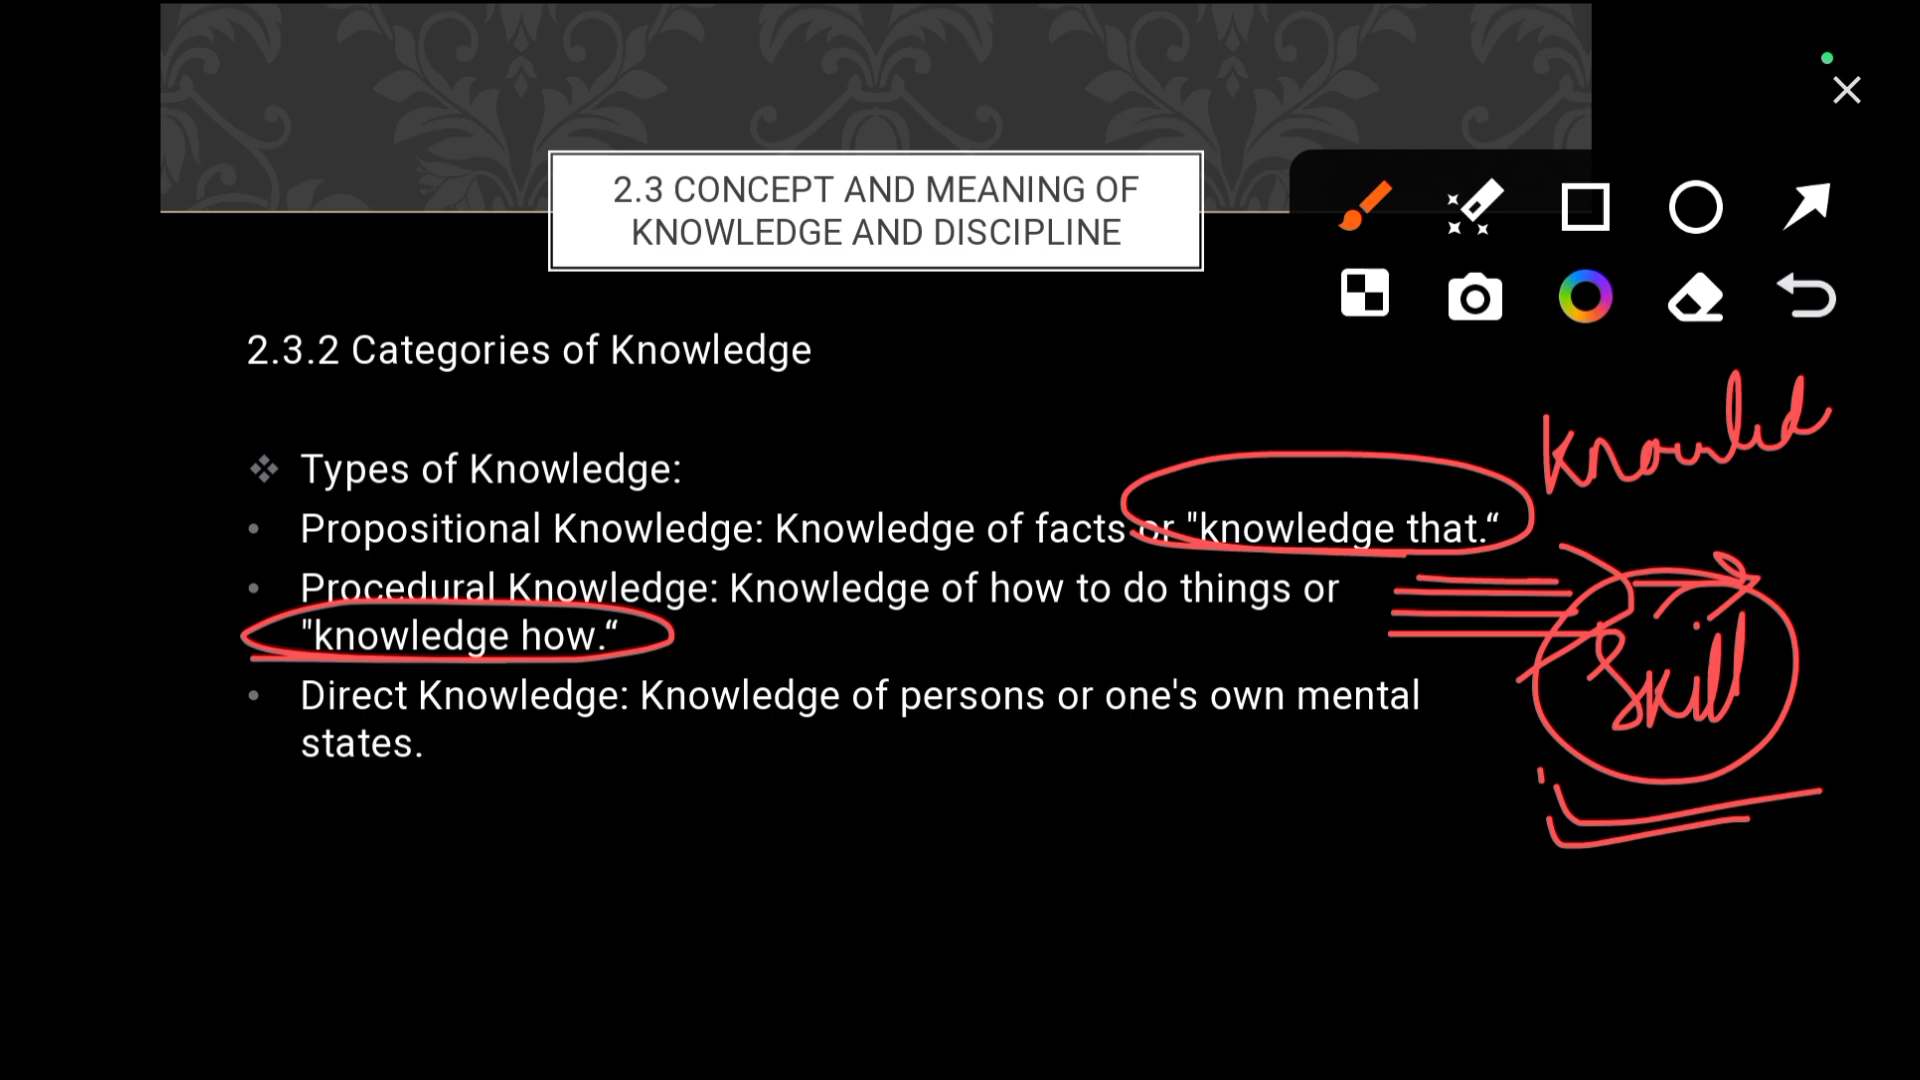 2.3 CONCEPT AND MEANING OF
KNOWLEDGE AND DISCIPLINE
2.3.2 Categories of Knowledge
Types of Knowledge:
Knowled
Propositional Knowledge: Knowledge of facts or "knowledge that.“
Procedural Knowledge: Knowledge of how to do things or
"knowledge how.“
Skill
Direct Knowledge: Knowledge of persons or one's own mental
states.